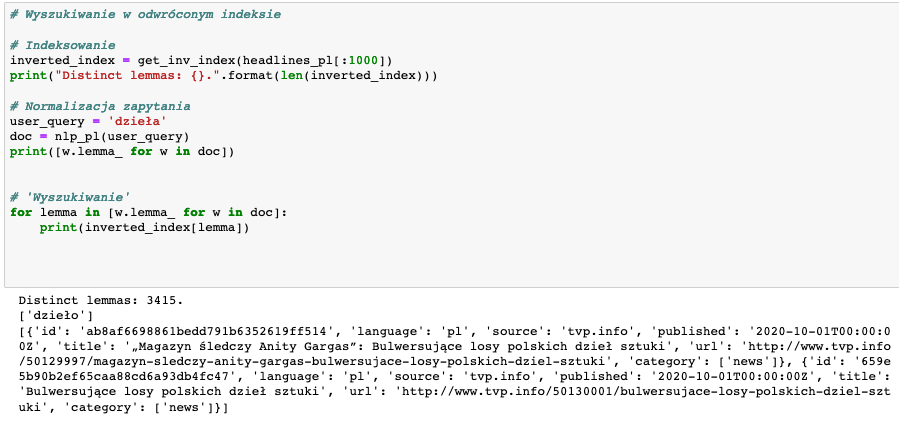 # Wyszukiwanie w odwróconym indeksie
# Indeksowanie
inverted_index = get_inv_index(headlines_pl[:1000])
print("Distinct lemmas: {}.".format(len(inverted_index)))
# Normalizacja zapytania
user_query = 'dzieła'
doc = nlp_pl(user_query)
print([w.lemma_ for w in doc])
# 'Wyszukiwanie'
for lemma in [w.lemma_ for w in doc]:
    print(inverted_index[lemma])
Distinct lemmas: 3415.
['dzieło']
[{'id': 'ab8af6698861bedd791b6352619ff514', 'language': 'pl', 'source': 'tvp.info', 'published': '2020-10-01T00:00:0
0Z', 'title': '„Magazyn śledczy Anity Gargas”: Bulwersujące losy polskich dzieł sztuki', 'url': 'http://www.tvp.info
/50129997/magazyn-sledczy-anity-gargas-bulwersujace-losy-polskich-dziel-sztuki', 'category': ['news']}, {'id': '659e
5b90b2ef65caa88cd6a93db4fc47', 'language': 'pl', 'source': 'tvp.info', 'published': '2020-10-01T00:00:00Z', 'title':
'Bulwersujące losy polskich dzieł sztuki', 'url': 'http://www.tvp.info/50130001/bulwersujace-losy-polskich-dziel-szt
uki', 'category': ['news']}]